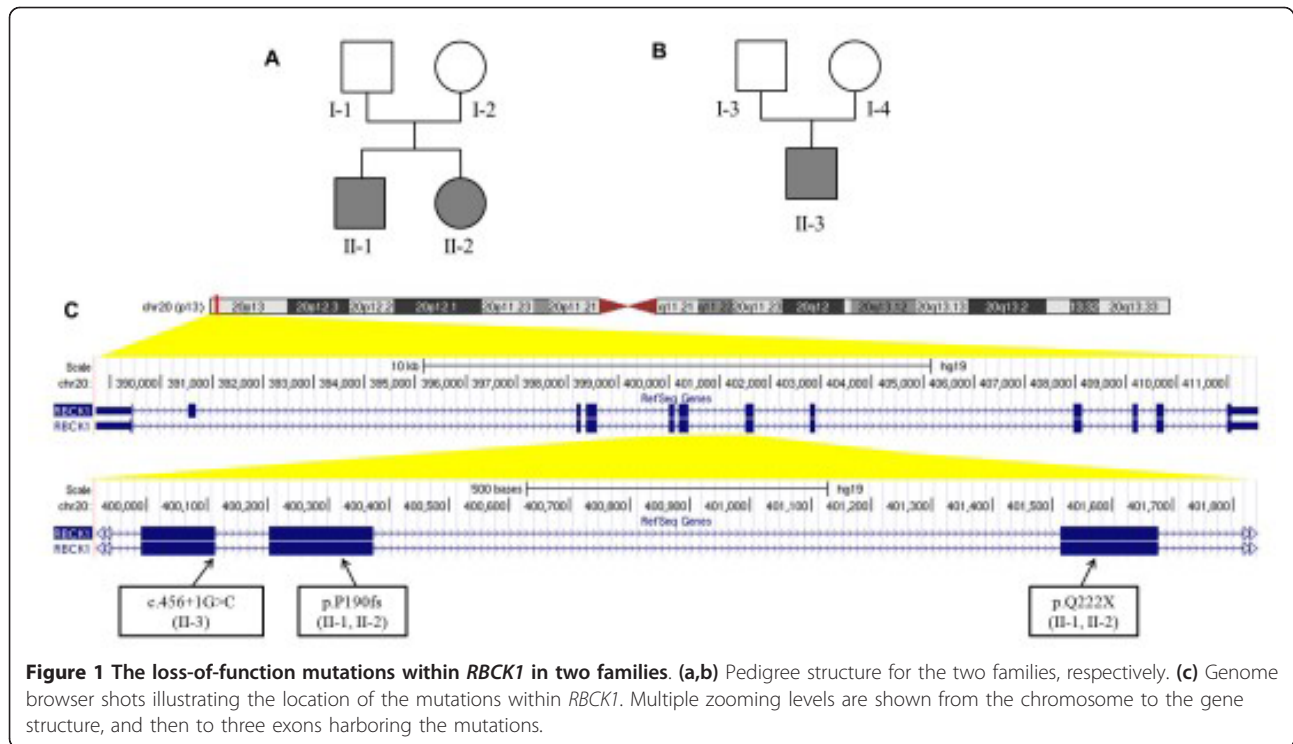 A
B
I-1
I-2
I-3
I-4
II-1
II-2
II-3
C
chr20 (p13)
20p13
20p12.3
20p12.2
20p12.1
20p11.23
20p11.21
q11.21
20q11.23
20q12
20q13.12
20q13.13
20q13.2
20q13.33
Scale
10 kb
hg19
chr20:
390,000
381,000
382,000
383,000
384,000
385,000
396,000
397,000
398,000
399,000
400,000
401,000
402,000
403,000
404,000
405,000
406,000
407,000
408,000
409,000
410,000
411,000
RefSeq Genes
RBCK1
RBCK1
Scale
500 bases
hg19
chr20:
400,000
400,100
400,200
400,300
400,400
400,500
400,600
400,700
400,800
400,900
401,000
401,100
401,200
401,300
401,400
401,500
401,600
401,700
401,800
RefSeq Genes
RBCK1
RBCK1
c.456+1G>C
(II-3)
p.P190fs
(II-1, II-2)
p.Q222X
(II-1, II-2)
Figure 1 The loss-of-function mutations within RBCK1 in two families. (a,b) Pedigree structure for the two families, respectively. (c) Genome
browser shots illustrating the location of the mutations within RBCK1. Multiple zooming levels are shown from the chromosome to the gene
structure, and then to three exons harboring the mutations.